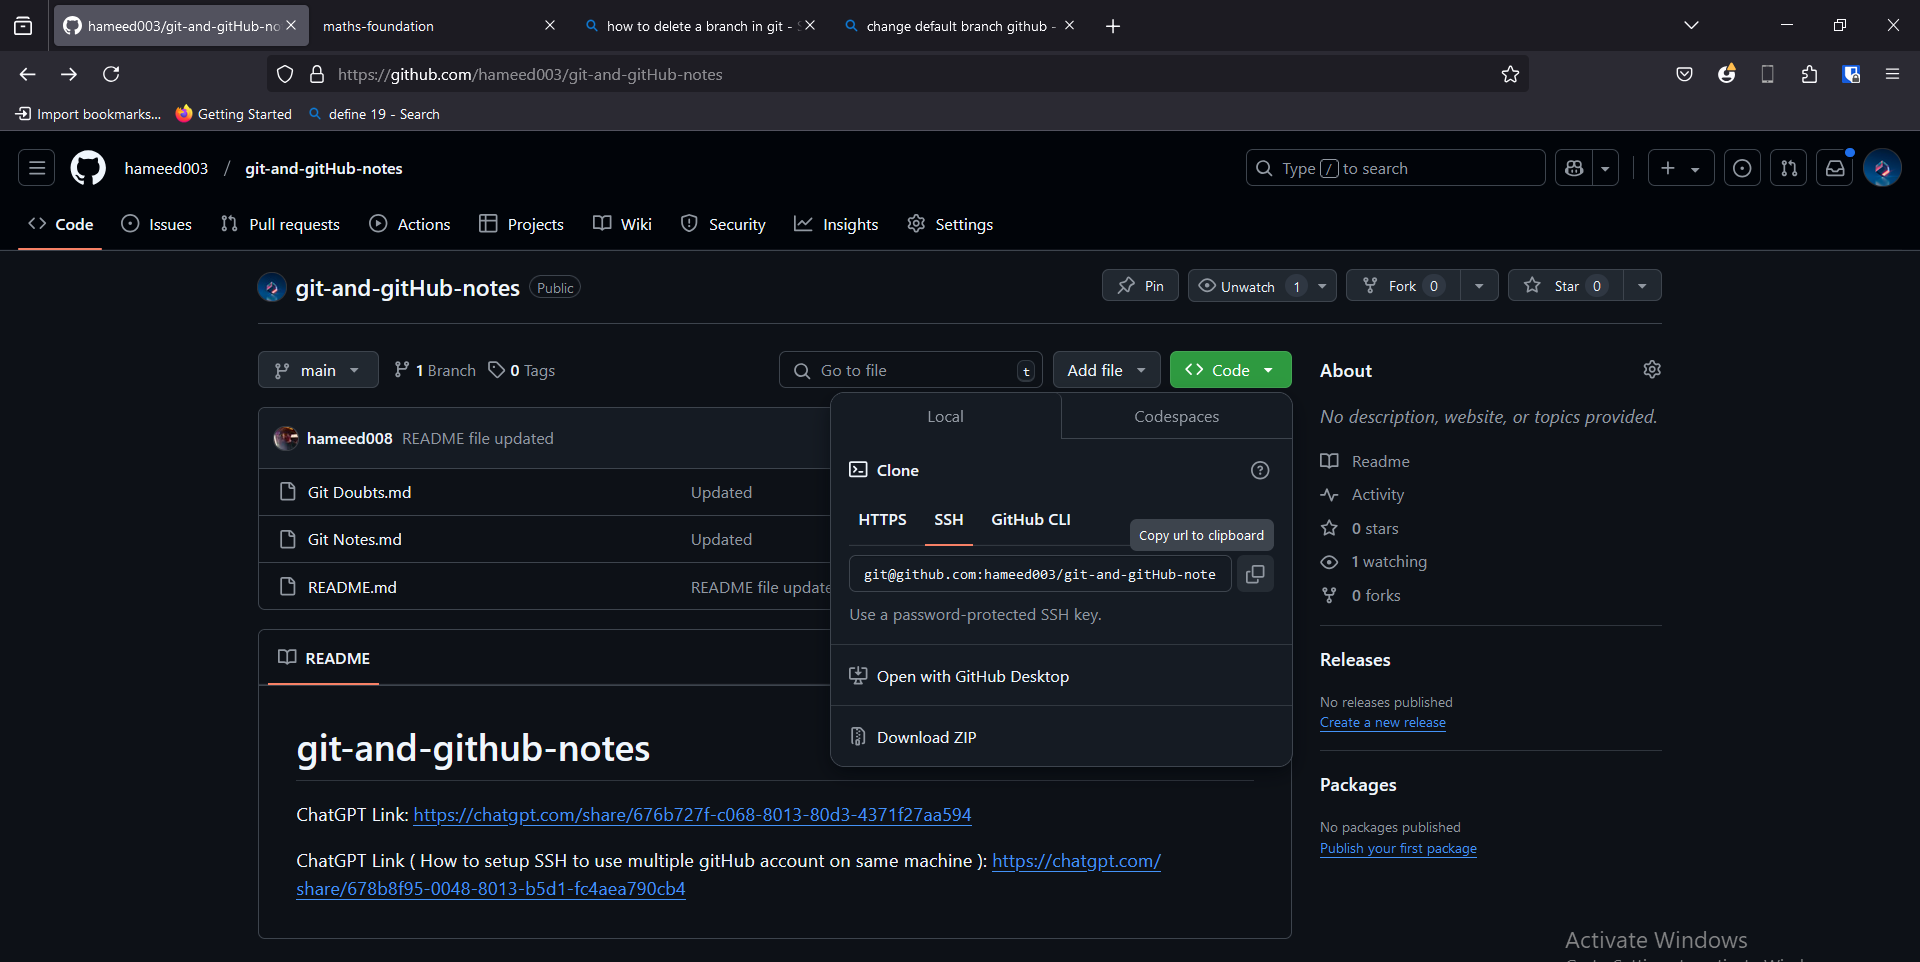 hameed003/git-and-gitHub-no
maths-foundation
how to delete a branch in git -
change default branch github -
https://github.com/hameed003/git-and-gitHub-notes
Import bookmarks...
Getting Started
define 19 - Search
hameed003 / git-and-gitHub-notes
Type / to search
Code
Issues
Pull requests
Actions
Projects
Wiki
Security
Insights
Settings
git-and-gitHub-notes Public
Pin
Unwatch 1
Fork 0
Star 0
main
1 Branch
0 Tags
Go to file t
Add file
Code
Local
Codespaces
Clone
HTTPS
SSH
GitHub CLI
Copy url to clipboard
git@github.com:hameed003/git-and-gitHub-note
Use a password-protected SSH key.
Open with GitHub Desktop
Download ZIP
hameed008 README file updated
Git Doubts.md Updated
Git Notes.md Updated
README.md README file update
README
git-and-github-notes
ChatGPT Link: https://chatgpt.com/share/676b727f-c068-8013-80d3-4371f27aa594
ChatGPT Link ( How to setup SSH to use multiple gitHub account on same machine ): https://chatgpt.com/
share/678b8f95-0048-8013-b5d1-fc4aea790cb4
About
No description, website, or topics provided.
Readme
Activity
0 stars
1 watching
0 forks
Releases
No releases published
Create a new release
Packages
No packages published
Publish your first package
Activate Windows